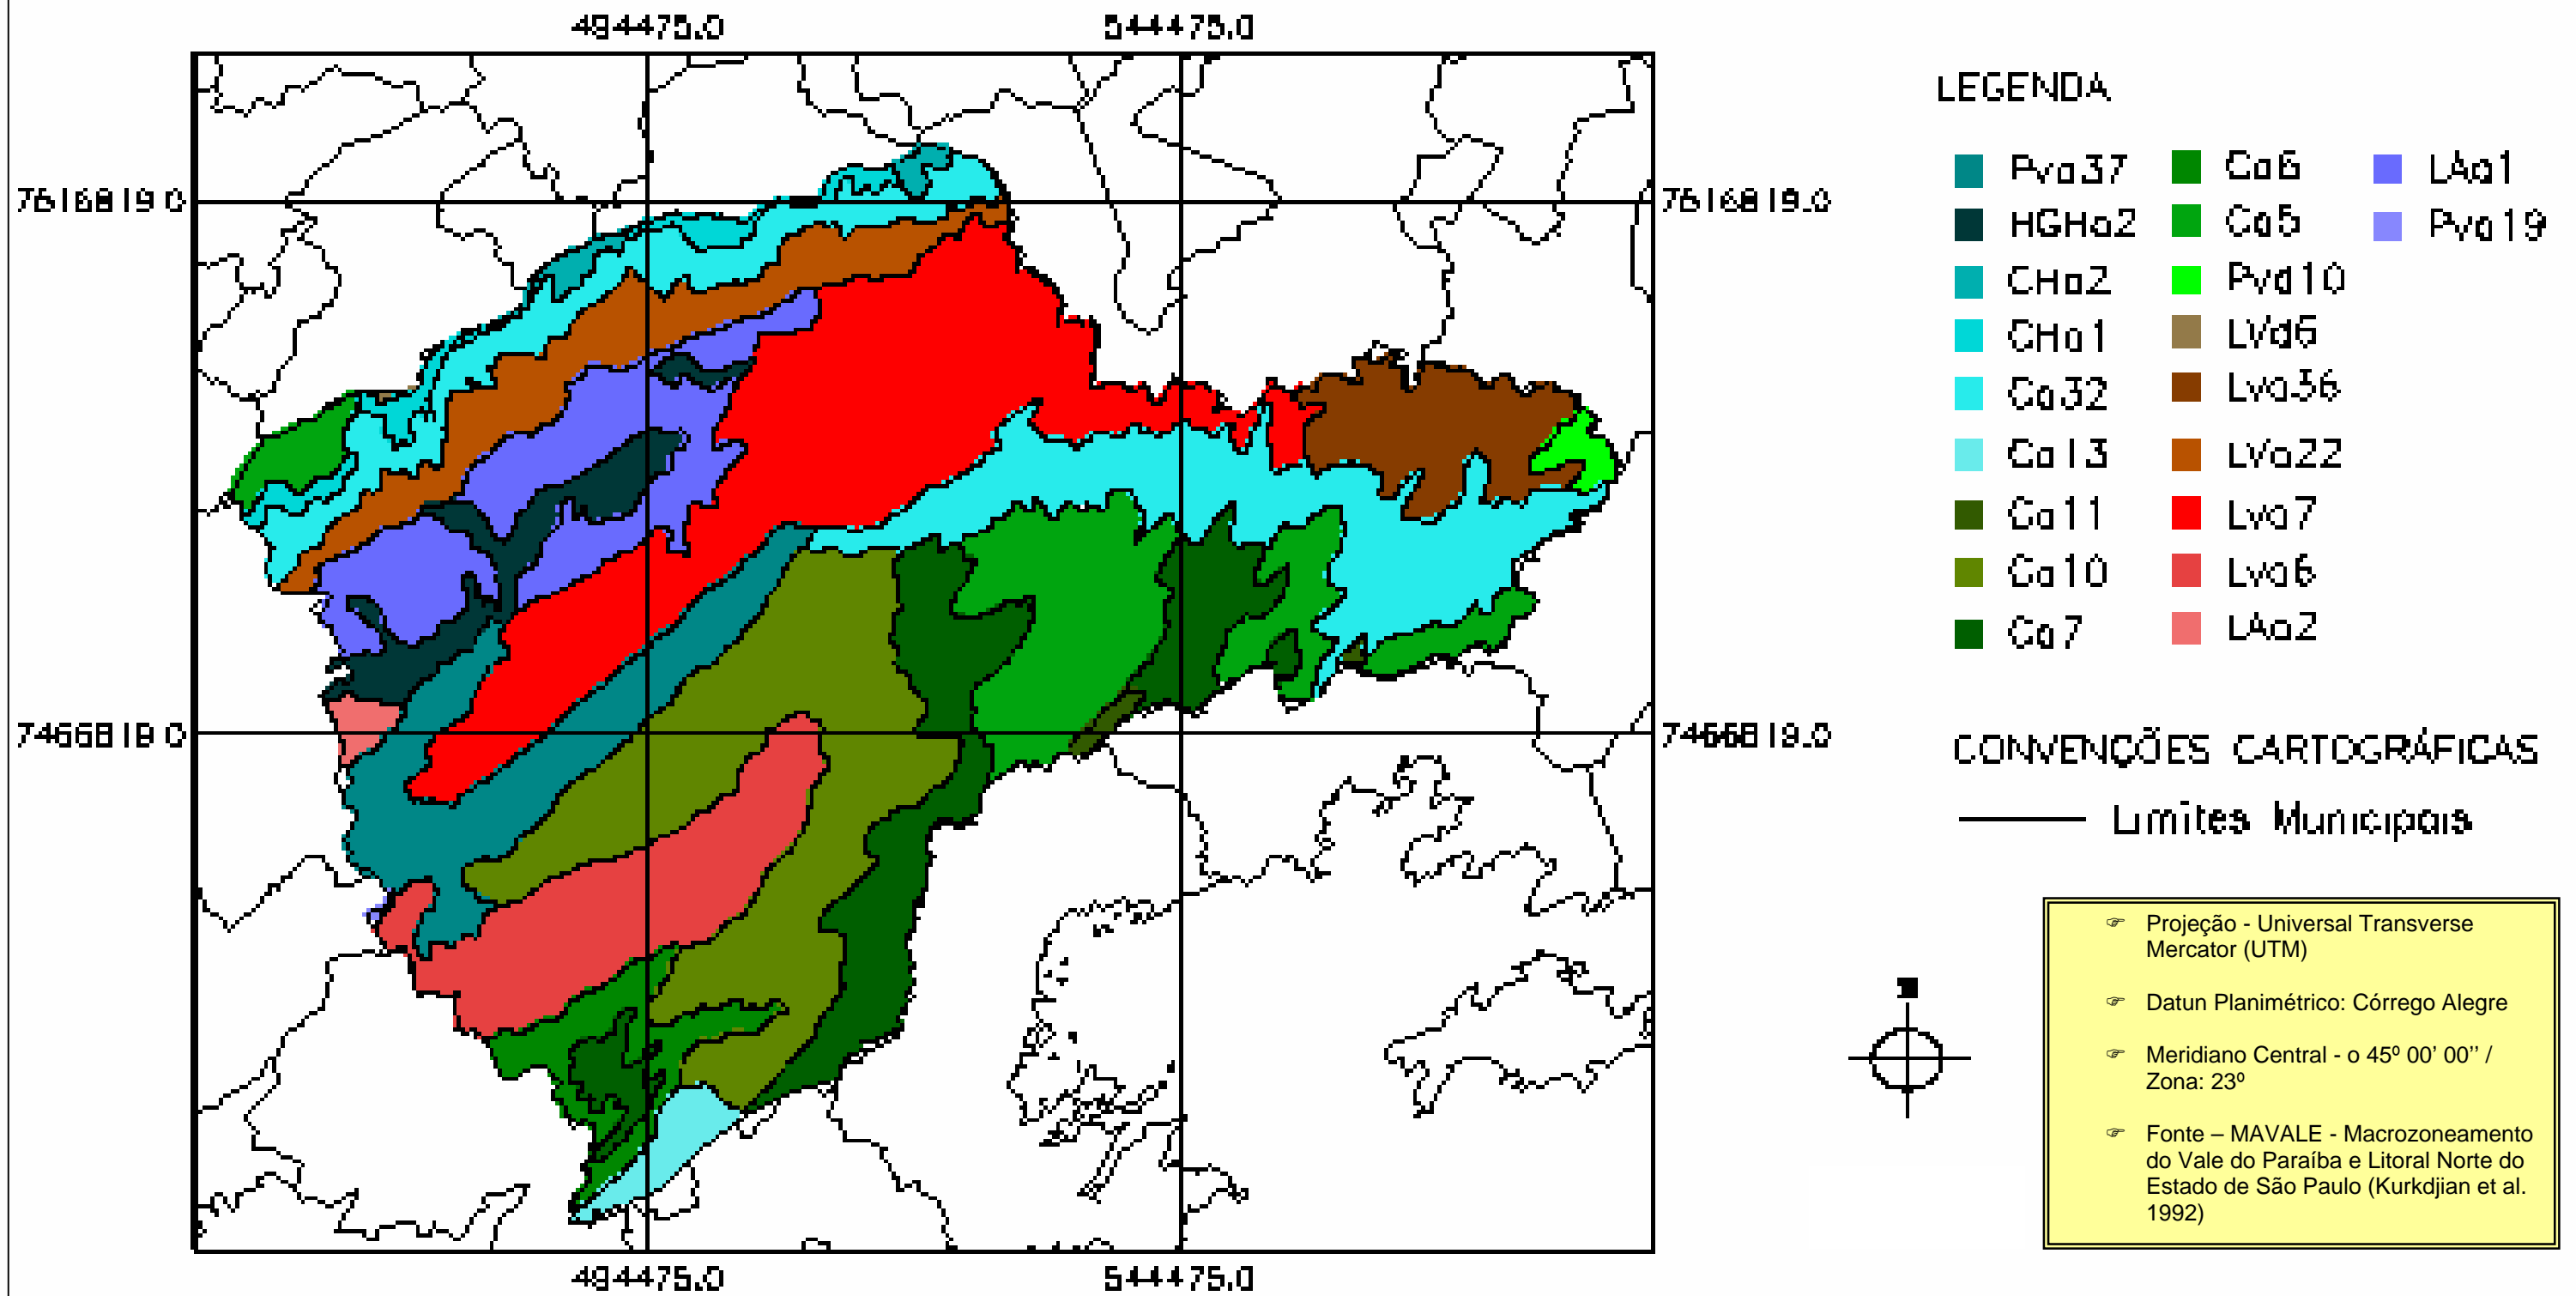 494475.0 544475.0
7516819.0 7516819.0
7466819.0 7466819.0
494475.0 544475.0
LEGENDA
Pva37
HGHa2
CHa2
CHa1
Ca32
Ca13
Ca11
Ca10
Ca7
Ca6
Ca5
Pvd10
LVd6
Lva36
LVa22
Lva7
Lva6
LAa2
LAa1
Pva19
CONVENÇÕES CARTOGRÁFICAS
Limites Municipais
☞ Projeção - Universal Transverse
Mercator (UTM)
☞ Datun Planimétrico: Córrego Alegre
☞ Meridiano Central - o 45º 00' 00'' /
Zona: 23º
☞ Fonte – MAVALE - Macrozoneamento
do Vale do Paraíba e Litoral Norte do
Estado de São Paulo (Kurkdjian et al.
1992)